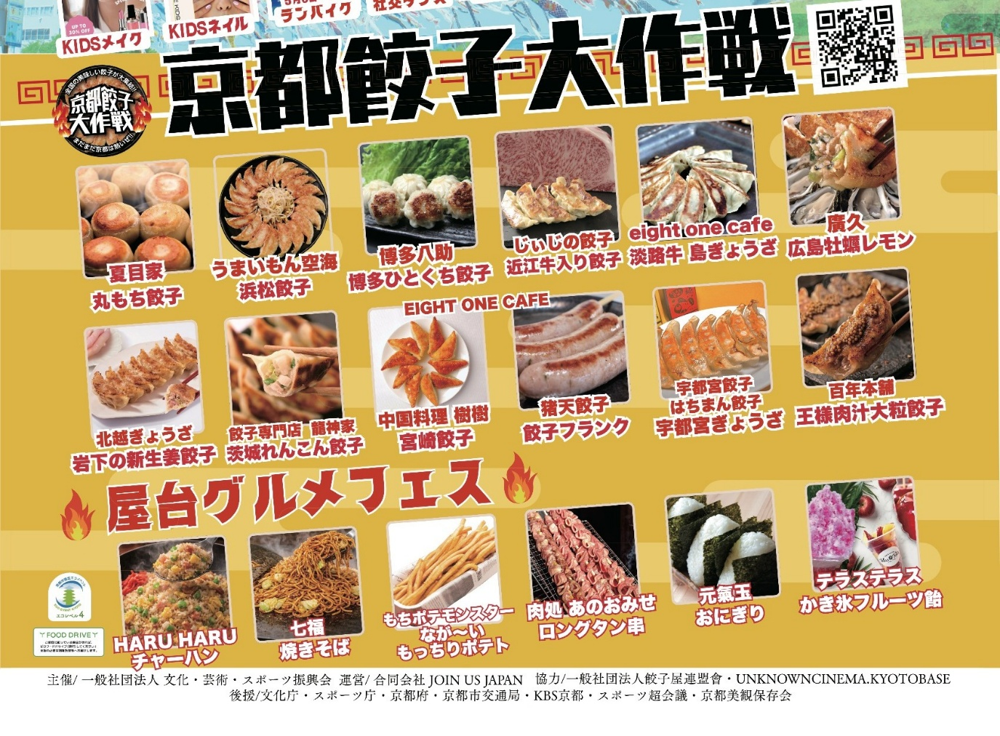 UP TO
30% OFF
KIDSメイク
KIDSネイル
ランバイク
社交ダンス
京都餃子大作戦
全国の美味しい餃子が大集結!!
京都餃子
大作戦
まだまだ京都は熱いぜ!!
夏目家
丸もち餃子
うまいもん空海
浜松餃子
博多八助
博多ひとくち餃子
じぃじの餃子
近江牛入り餃子
eight one cafe
淡路牛 島ぎょうざ
廣久
広島牡蠣レモン
北越ぎょうざ
岩下の新生姜餃子
餃子専門店 龍神家
茨城れんこん餃子
EIGHT ONE CAFE
中国料理 樹樹
宮崎餃子
猪天餃子
餃子フランク
宇都宮餃子
はちまん餃子
宇都宮ぎょうざ
百年本舗
王様肉汁大粒餃子
屋台グルメフェス
HARU HARU
チャーハン
七福
焼きそば
もちポテモンスター
なが〜い
もっちりポテト
肉処 あのおみせ
ロングタン串
元氣玉
おにぎり
テラステラス
かき氷フルーツ飴
エコレベル4
FOOD DRIVE
主催/ 一般社団法人 文化・芸術・スポーツ振興会 運営/ 合同会社 JOIN US JAPAN 協力/一般社団法人餃子屋連盟會・UNKNOWNCINEMA.KYOTOBASE
後援/文化庁・スポーツ庁・京都府・京都市交通局・KBS京都・スポーツ超会議・京都美観保存会